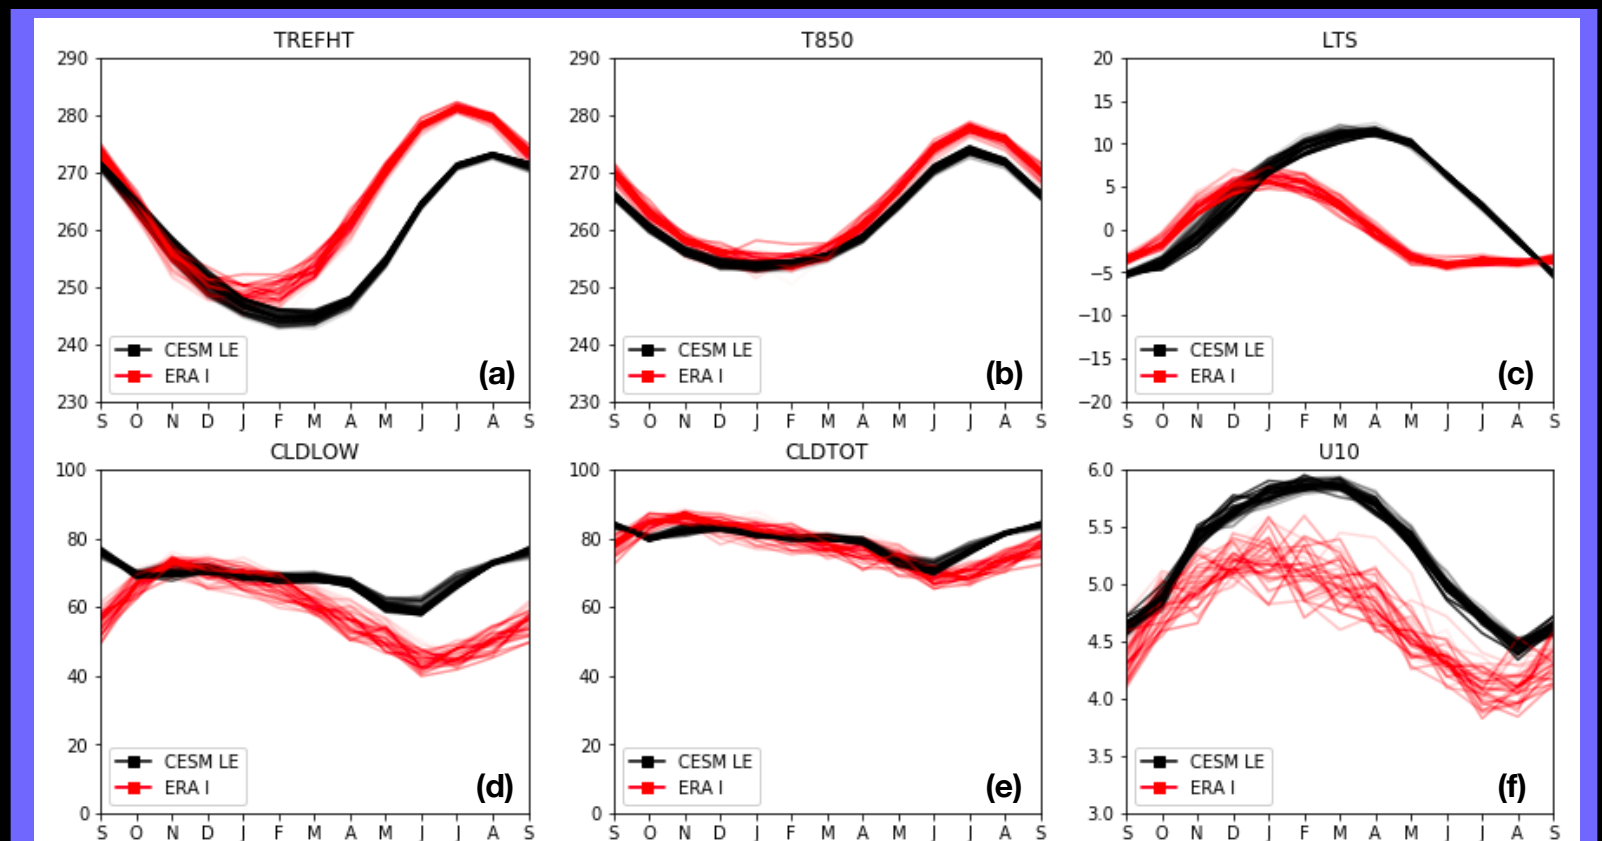 TREFHT
290
280
270
260
250
240
230
CESM LE
ERA I
(a)
S O N D J F M A M J J A S
T850
290
280
270
260
250
240
230
CESM LE
ERA I
(b)
S O N D J F M A M J J A S
LTS
20
15
10
5
0
−5
−10
−15
−20
CESM LE
ERA I
(c)
S O N D J F M A M J J A S
CLDLOW
100
80
60
40
20
0
CESM LE
ERA I
(d)
S O N D J F M A M J J A S
CLDTOT
100
80
60
40
20
0
CESM LE
ERA I
(e)
S O N D J F M A M J J A S
U10
6.0
5.5
5.0
4.5
4.0
3.5
3.0
CESM LE
ERA I
(f)
S O N D J F M A M J J A S